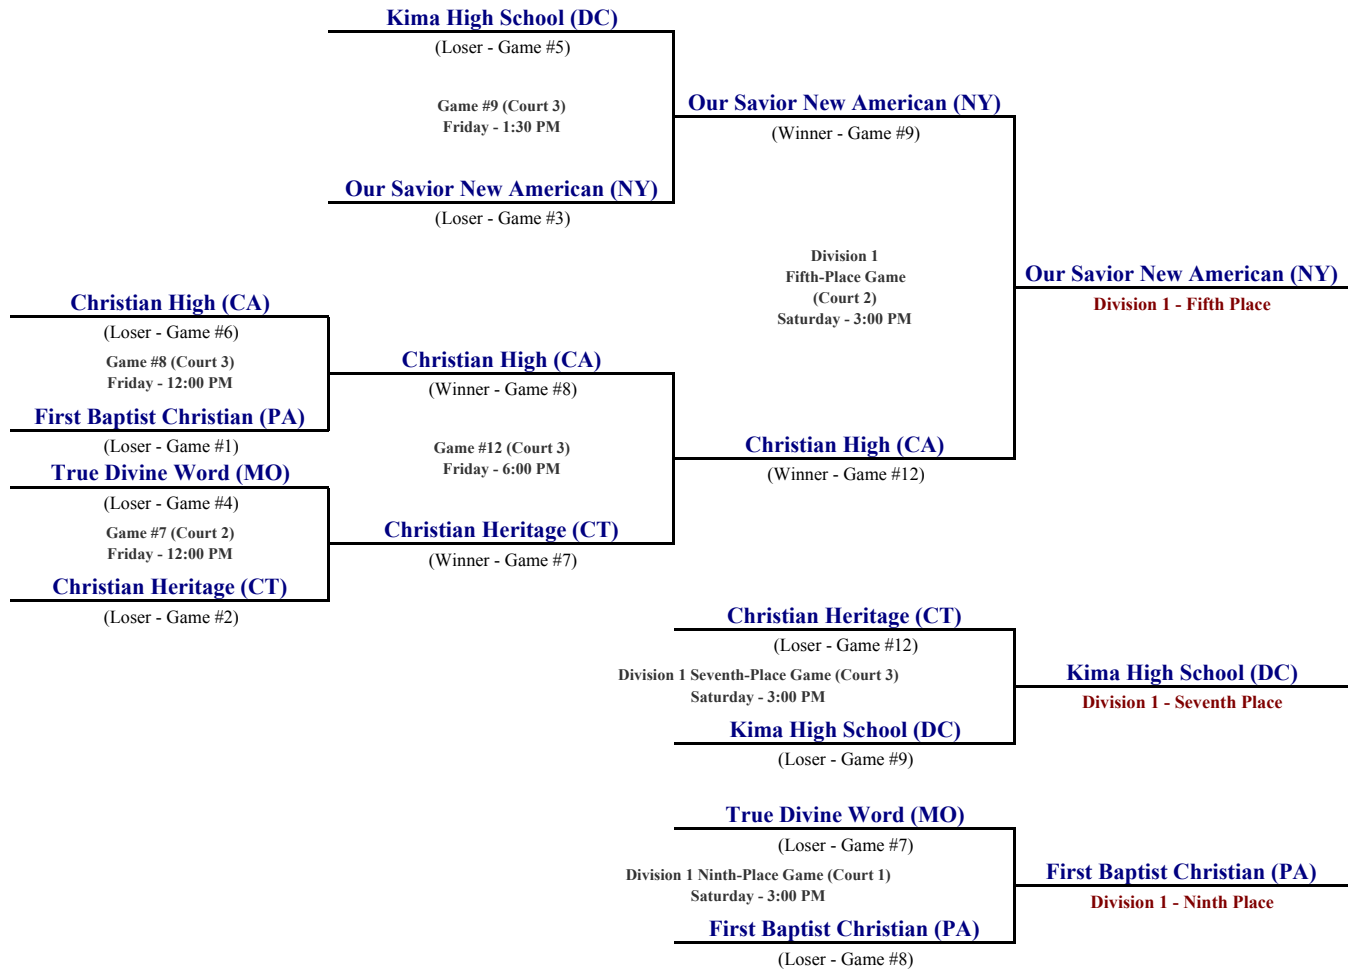 Kima High School (DC)
(Loser - Game #5)
Game #9 (Court 3)
Friday - 1:30 PM
Our Savior New American (NY)
(Winner - Game #9)
Our Savior New American (NY)
(Loser - Game #3)
Division 1
Fifth-Place Game
(Court 2)
Saturday - 3:00 PM
Our Savior New American (NY)
Division 1 - Fifth Place
Christian High (CA)
(Loser - Game #6)
Game #8 (Court 3)
Friday - 12:00 PM
Christian High (CA)
(Winner - Game #8)
First Baptist Christian (PA)
(Loser - Game #1)
Game #12 (Court 3)
Friday - 6:00 PM
Christian High (CA)
(Winner - Game #12)
True Divine Word (MO)
(Loser - Game #4)
Game #7 (Court 2)
Friday - 12:00 PM
Christian Heritage (CT)
(Winner - Game #7)
Christian Heritage (CT)
(Loser - Game #2)
Christian Heritage (CT)
(Loser - Game #12)
Division 1 Seventh-Place Game (Court 3)
Saturday - 3:00 PM
Kima High School (DC)
Division 1 - Seventh Place
Kima High School (DC)
(Loser - Game #9)
True Divine Word (MO)
(Loser - Game #7)
Division 1 Ninth-Place Game (Court 1)
Saturday - 3:00 PM
First Baptist Christian (PA)
Division 1 - Ninth Place
First Baptist Christian (PA)
(Loser - Game #8)